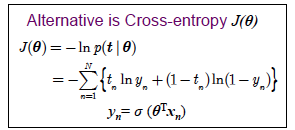 Alternative is Cross-entropy J(θ)
J(θ) = − ln p(t | θ)
= −∑_{n=1}^{N} {t_n ln y_n + (1 − t_n) ln(1 − y_n)}
y_n = σ (θ^T x_n)